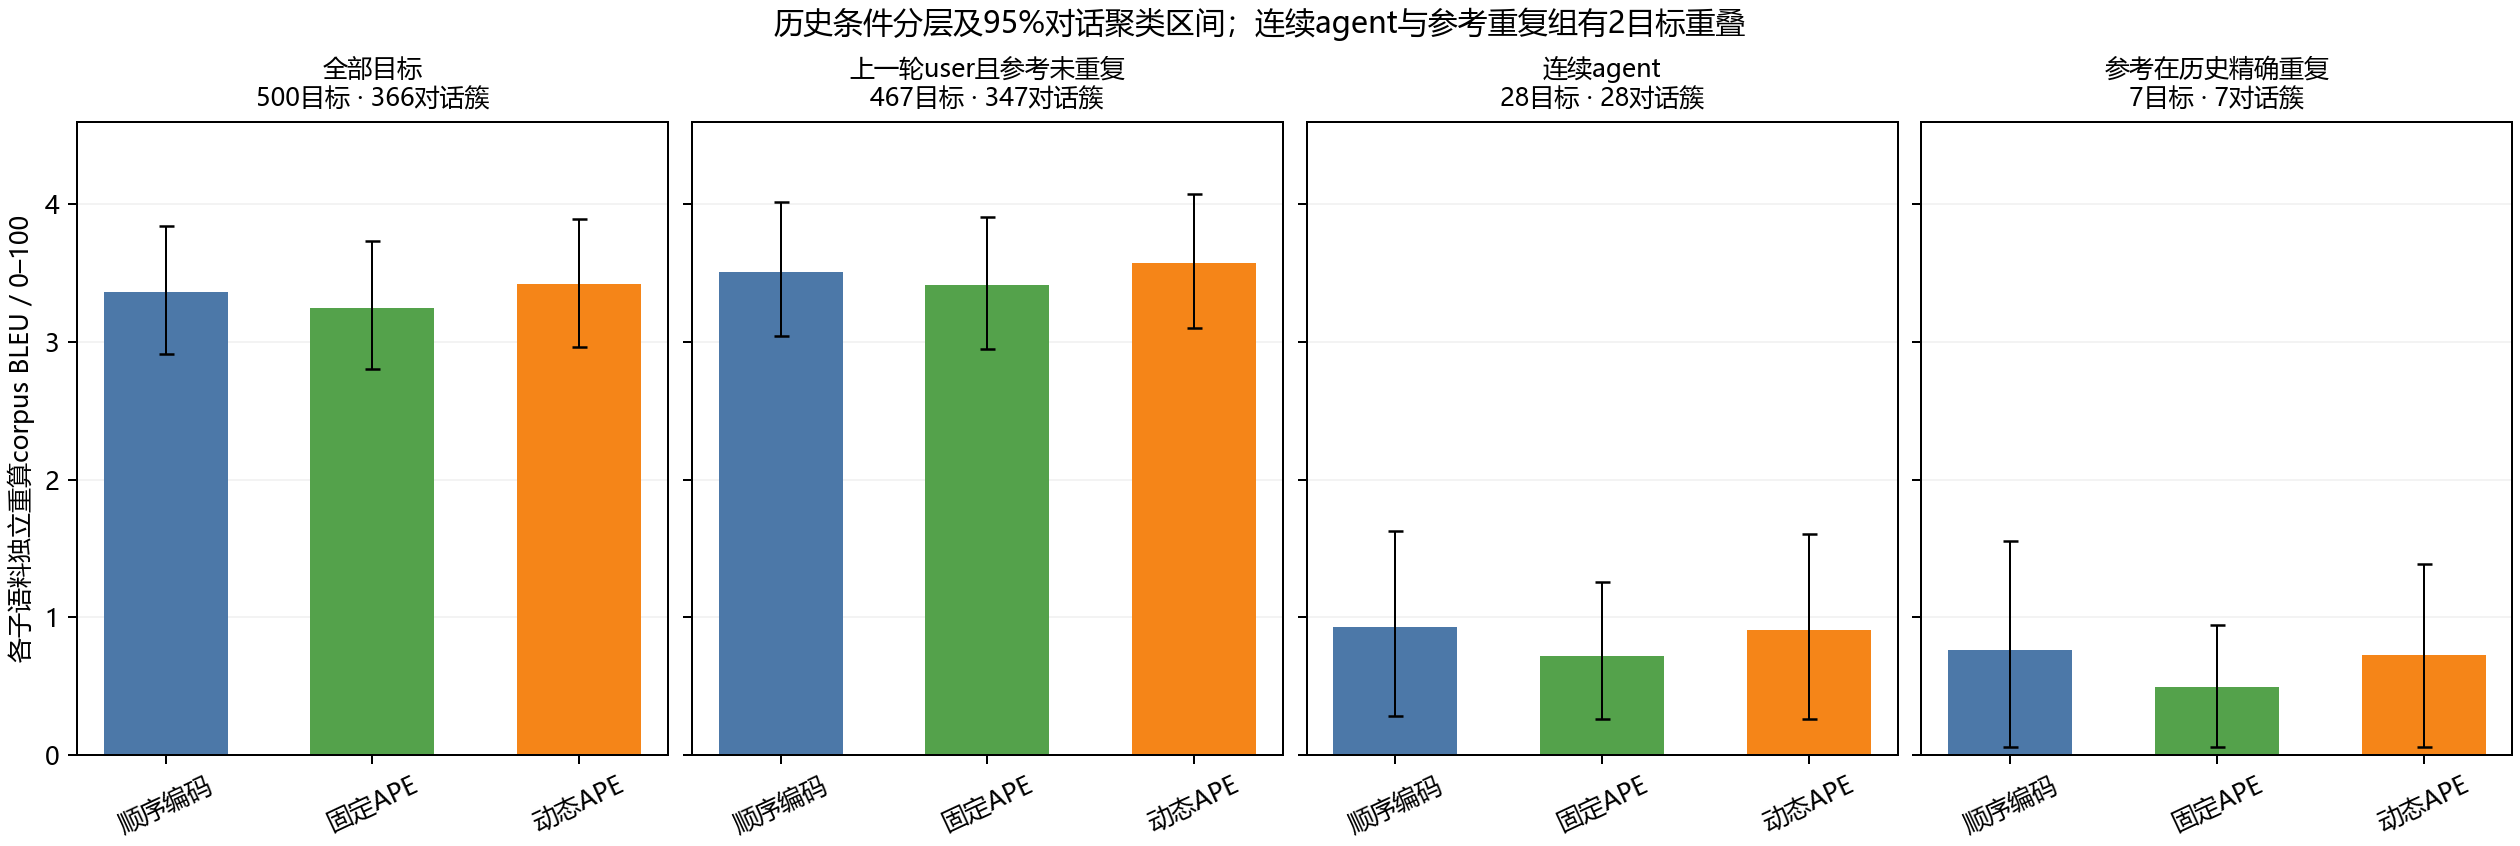 历史条件分层及95%对话聚类区间；连续agent与参考重复组有2目标重叠
全部目标
500目标 · 366对话簇
上一轮user且参考未重复
467目标 · 347对话簇
连续agent
28目标 · 28对话簇
参考在历史精确重复
7目标 · 7对话簇
各子语料独立重算corpus BLEU / 0–100
4
3
2
1
0
顺序编码
固定APE
动态APE
顺序编码
固定APE
动态APE
顺序编码
固定APE
动态APE
顺序编码
固定APE
动态APE